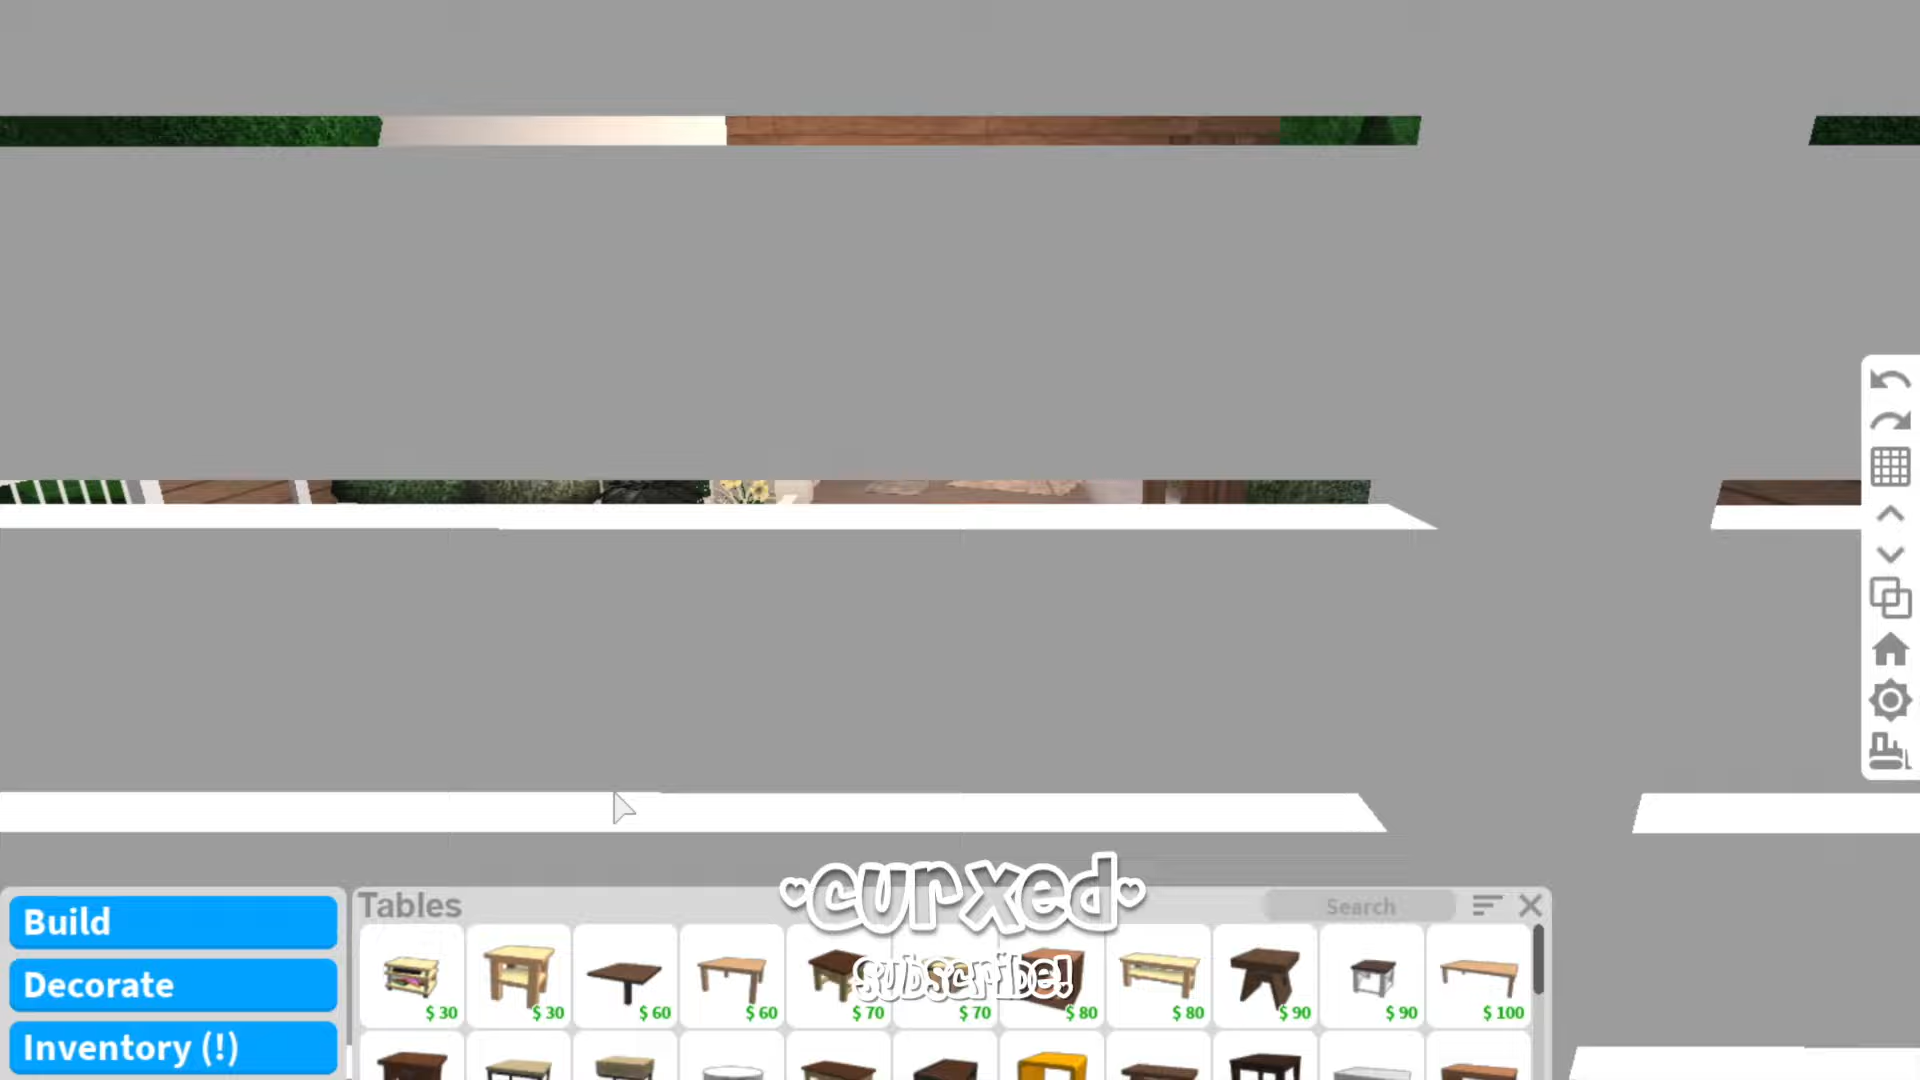 •curxed•
Subscribe!
Build
Decorate
Inventory (!)
Tables
Search
$ 30
$ 30
$ 60
$ 60
$ 70
$ 70
$ 80
$ 80
$ 90
$ 90
$ 100